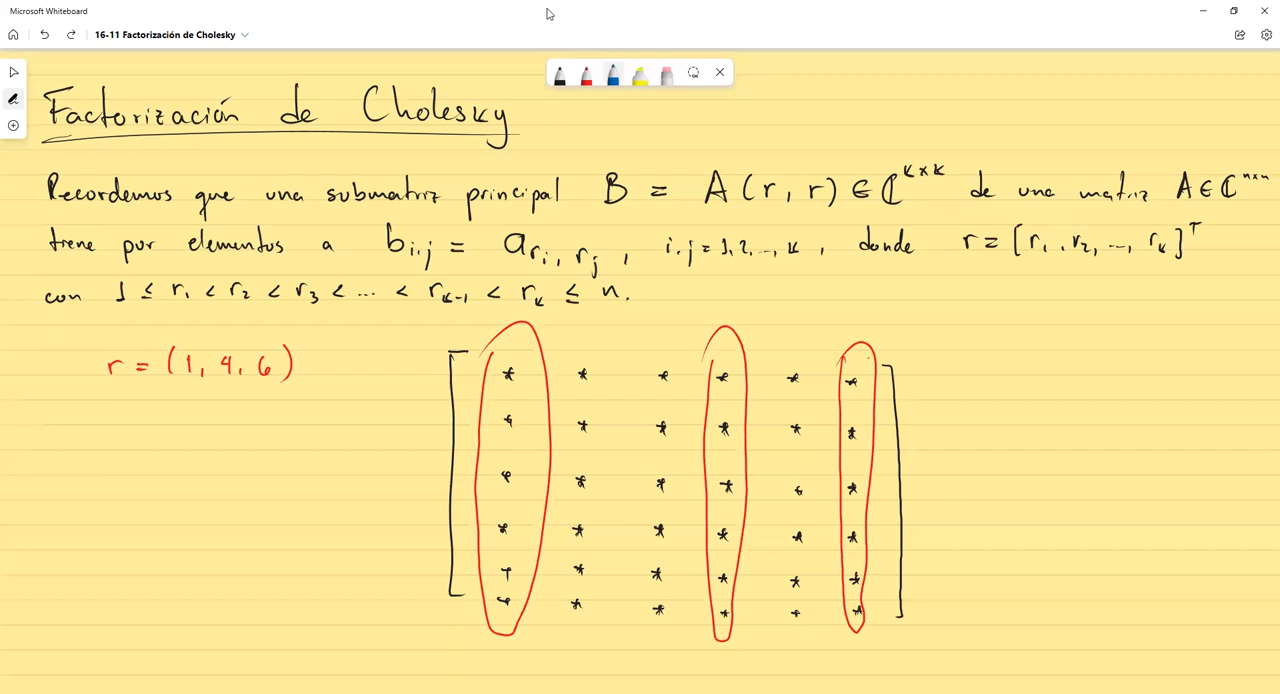 Microsoft Whiteboard
16-11 Factorización de Cholesky
Factorización de Cholesky
Recordemos que una submatriz principal B = A(r, r) ∈ ℂ^{k×k} de una matriz A ∈ ℂ^{n×n}
tiene por elementos a b_{i,j} = a_{r_i, r_j}, i,j = 1, 2, ..., k, donde r = [r_1, r_2, ..., r_k]^T
con 1 ≤ r_1 < r_2 < r_3 < ... < r_{k-1} < r_k ≤ n.
r = (1, 4, 6)
* * * * * *
* * * * * *
* * * * * *
* * * * * *
* * * * * *
* * * * * *